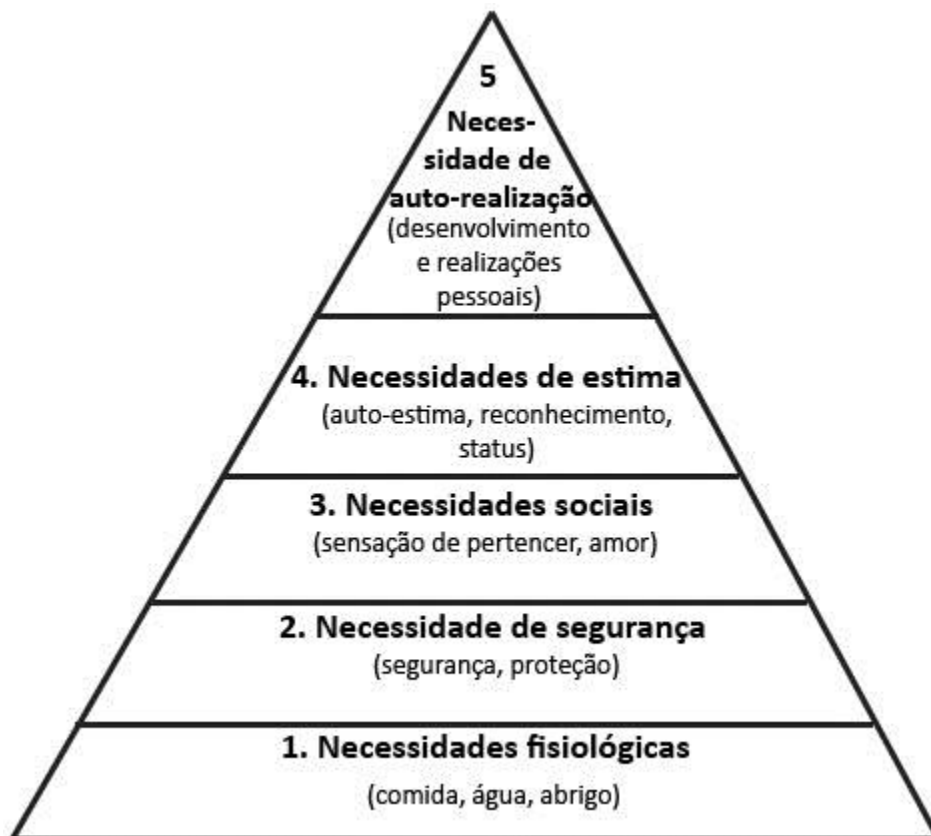 5
Neces-
sidade de
auto-realização
(desenvolvimento
e realizações
pessoais)
4. Necessidades de estima
(auto-estima, reconhecimento,
status)
3. Necessidades sociais
(sensação de pertencer, amor)
2. Necessidade de segurança
(segurança, proteção)
1. Necessidades fisiológicas
(comida, água, abrigo)